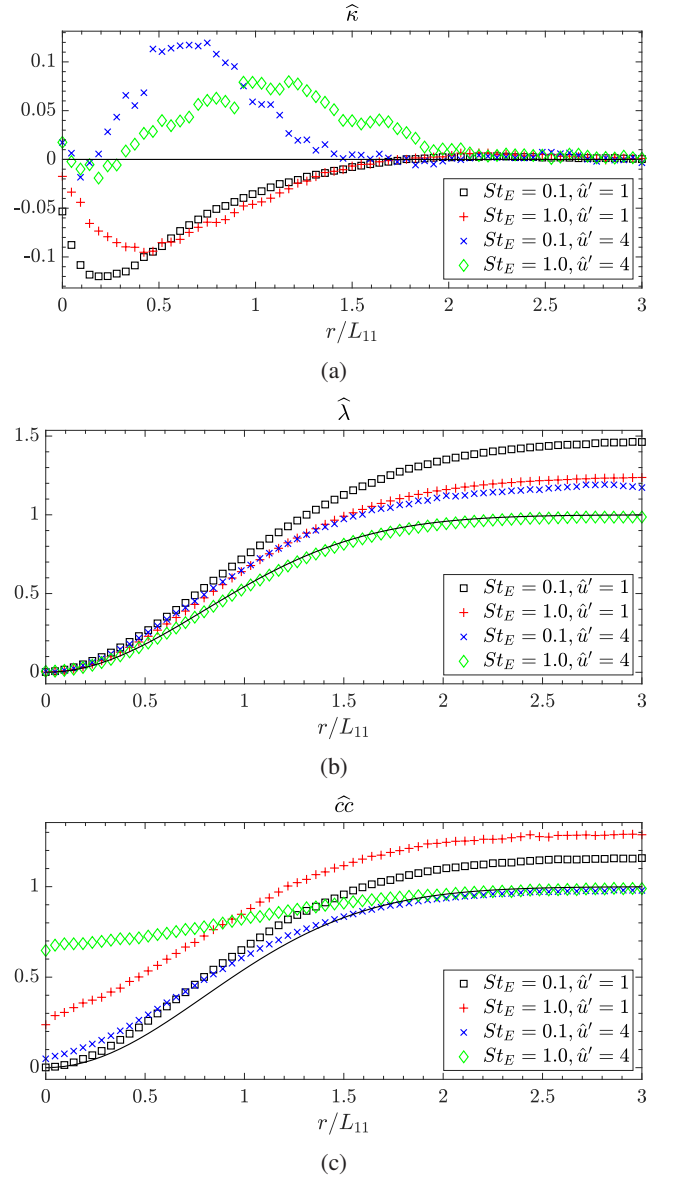 κ̂
0.1
0.05
0
-0.05
-0.1
0 0.5 1 1.5 2 2.5 3
St_E = 0.1, û′ = 1
St_E = 1.0, û′ = 1
St_E = 0.1, û′ = 4
St_E = 1.0, û′ = 4
r/L₁₁
(a)
λ̂
1.5
1
0.5
0
0 0.5 1 1.5 2 2.5 3
St_E = 0.1, û′ = 1
St_E = 1.0, û′ = 1
St_E = 0.1, û′ = 4
St_E = 1.0, û′ = 4
r/L₁₁
(b)
ĉc
1
0.5
0
0 0.5 1 1.5 2 2.5 3
St_E = 0.1, û′ = 1
St_E = 1.0, û′ = 1
St_E = 0.1, û′ = 4
St_E = 1.0, û′ = 4
r/L₁₁
(c)